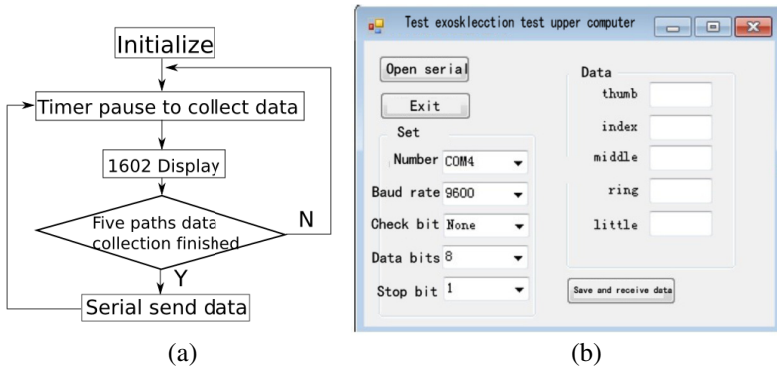 Initialize
Timer pause to collect data
1602 Display
Five paths data
collection finished
N
Y
Serial send data
(a)
Test exosklecction test upper computer
Open serial
Exit
Set
Number COM4
Baud rate 9600
Check bit None
Data bits 8
Stop bit 1
Data
thumb
index
middle
ring
little
Save and receive data
(b)